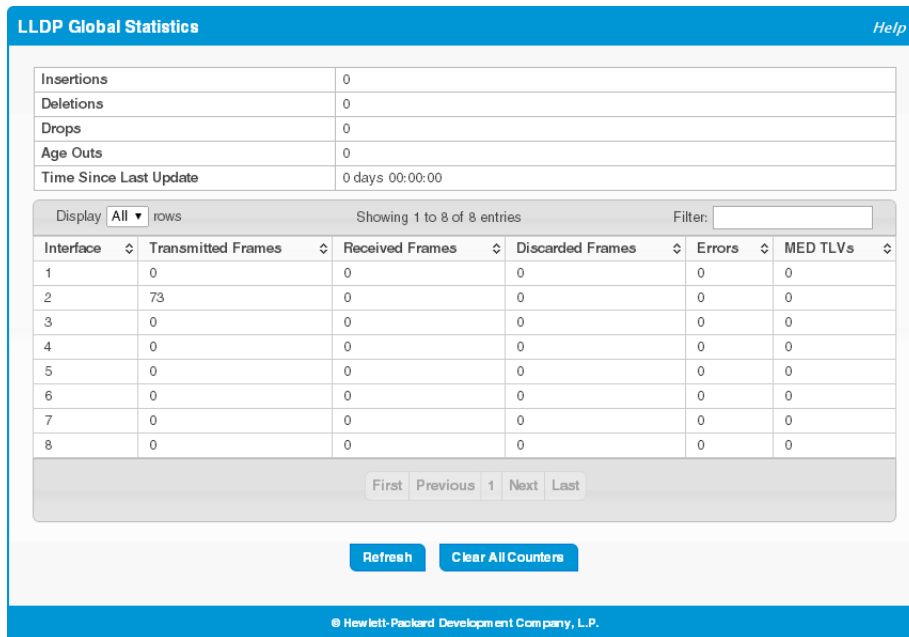 LLDP Global Statistics Help
Insertions 0
Deletions 0
Drops 0
Age Outs 0
Time Since Last Update 0 days 00:00:00
Display All rows Showing 1 to 8 of 8 entries Filter:
Interface Transmitted Frames Received Frames Discarded Frames Errors MED TLVs
1 0 0 0 0 0
2 73 0 0 0 0
3 0 0 0 0 0
4 0 0 0 0 0
5 0 0 0 0 0
6 0 0 0 0 0
7 0 0 0 0 0
8 0 0 0 0 0
First Previous 1 Next Last
Refresh Clear All Counters
© Hewlett-Packard Development Company, L.P.